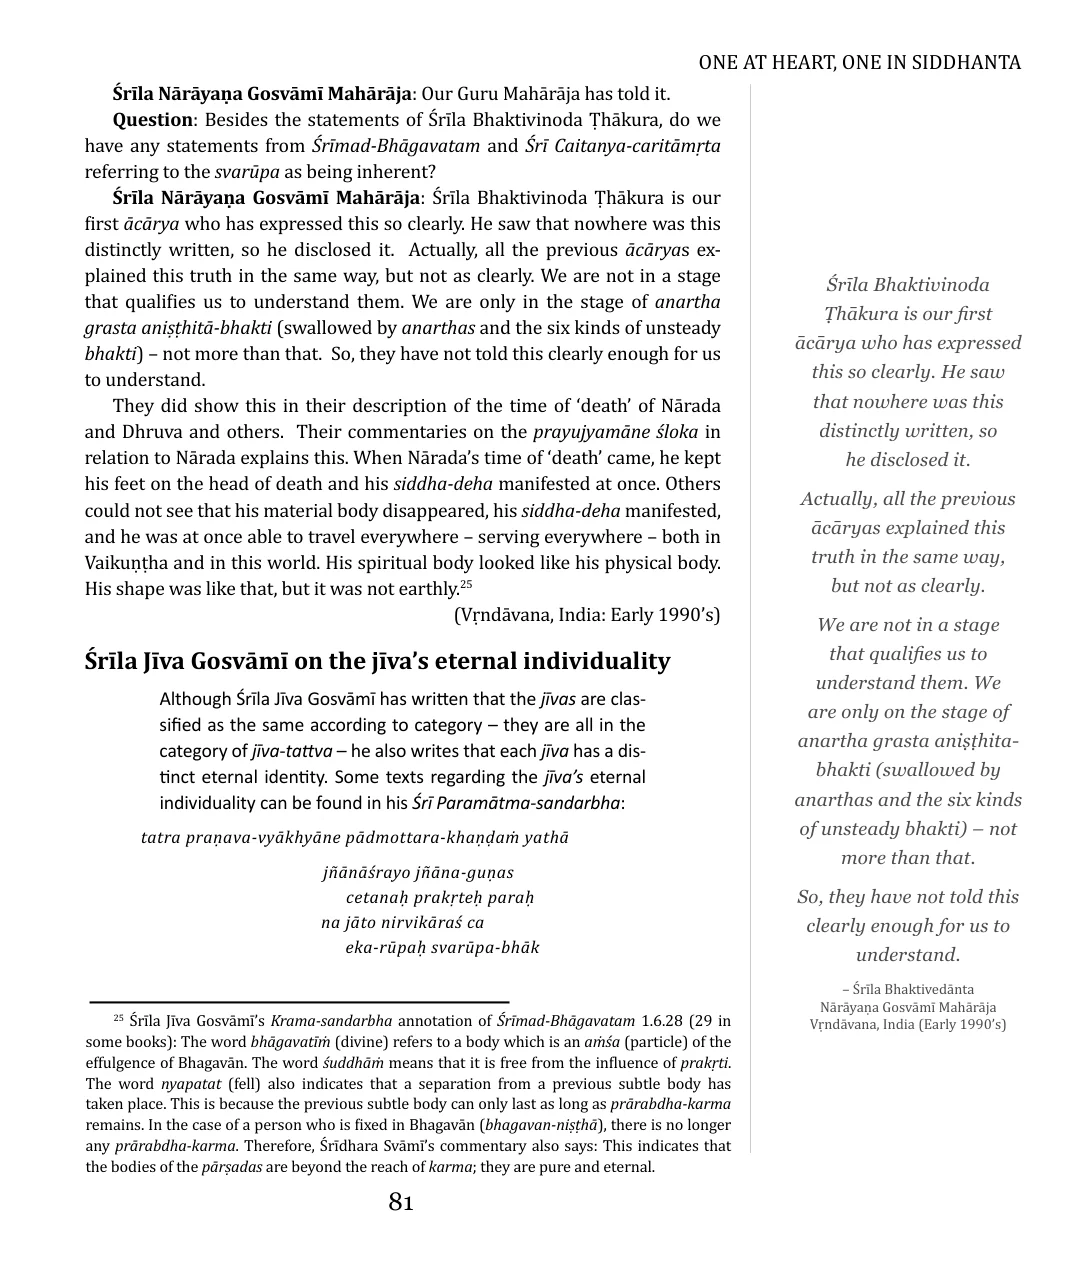 ONE AT HEART, ONE IN SIDDHANTA
Śrīla Nārāyaṇa Gosvāmī Mahārāja: Our Guru Mahārāja has told it.
Question: Besides the statements of Śrīla Bhaktivinoda Ṭhākura, do we
have any statements from Śrīmad-Bhāgavatam and Śrī Caitanya-caritāmṛta
referring to the svarūpa as being inherent?
Śrīla Nārāyaṇa Gosvāmī Mahārāja: Śrīla Bhaktivinoda Ṭhākura is our
first ācārya who has expressed this so clearly. He saw that nowhere was this
distinctly written, so he disclosed it. Actually, all the previous ācāryas ex-
plained this truth in the same way, but not as clearly. We are not in a stage
that qualifies us to understand them. We are only in the stage of anartha
grasta aniṣṭhitā-bhakti (swallowed by anarthas and the six kinds of unsteady
bhakti) – not more than that. So, they have not told this clearly enough for us
to understand.
They did show this in their description of the time of ‘death’ of Nārada
and Dhruva and others. Their commentaries on the prayujyamāne śloka in
relation to Nārada explains this. When Nārada’s time of ‘death’ came, he kept
his feet on the head of death and his siddha-deha manifested at once. Others
could not see that his material body disappeared, his siddha-deha manifested,
and he was at once able to travel everywhere – serving everywhere – both in
Vaikuṇṭha and in this world. His spiritual body looked like his physical body.
His shape was like that, but it was not earthly.25
(Vṛndāvana, India: Early 1990’s)
Śrīla Jīva Gosvāmī on the jīva’s eternal individuality
Although Śrīla Jīva Gosvāmī has written that the jīvas are clas-
sified as the same according to category – they are all in the
category of jīva-tattva – he also writes that each jīva has a dis-
tinct eternal identity. Some texts regarding the jīva’s eternal
individuality can be found in his Śrī Paramātma-sandarbha:
tatra praṇava-vyākhyāne pādmottara-khaṇḍaṁ yathā
jñānāśrayo jñāna-guṇas
cetanaḥ prakṛteḥ paraḥ
na jāto nirvikāraś ca
eka-rūpaḥ svarūpa-bhāk
25 Śrīla Jīva Gosvāmī’s Krama-sandarbha annotation of Śrīmad-Bhāgavatam 1.6.28 (29 in
some books): The word bhāgavatīṁ (divine) refers to a body which is an aṁśa (particle) of the
effulgence of Bhagavān. The word śuddhāṁ means that it is free from the influence of prakṛti.
The word nyapatat (fell) also indicates that a separation from a previous subtle body has
taken place. This is because the previous subtle body can only last as long as prārabdha-karma
remains. In the case of a person who is fixed in Bhagavān (bhagavan-niṣṭhā), there is no longer
any prārabdha-karma. Therefore, Śrīdhara Svāmī’s commentary also says: This indicates that
the bodies of the pārṣadas are beyond the reach of karma; they are pure and eternal.
Śrīla Bhaktivinoda
Ṭhākura is our first
ācārya who has expressed
this so clearly. He saw
that nowhere was this
distinctly written, so
he disclosed it.
Actually, all the previous
ācāryas explained this
truth in the same way,
but not as clearly.
We are not in a stage
that qualifies us to
understand them. We
are only on the stage of
anartha grasta aniṣṭhita-
bhakti (swallowed by
anarthas and the six kinds
of unsteady bhakti) – not
more than that.
So, they have not told this
clearly enough for us to
understand.
– Śrīla Bhaktivedānta
Nārāyaṇa Gosvāmī Mahārāja
Vṛndāvana, India (Early 1990’s)
81